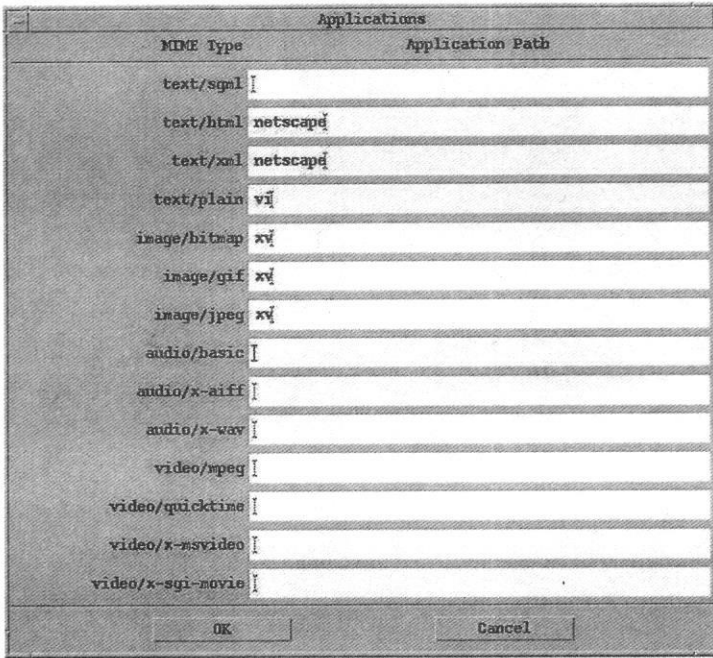 Applications
MIME Type Application Path
text/sgml
text/html netscape
text/xml netscape
text/plain vi
image/bitmap xv
image/gif xv
image/jpeg xv
audio/basic
audio/x-aiff
audio/x-wav
video/mpeg
video/quicktime
video/x-msvideo
video/x-sgi-movie
OK Cancel